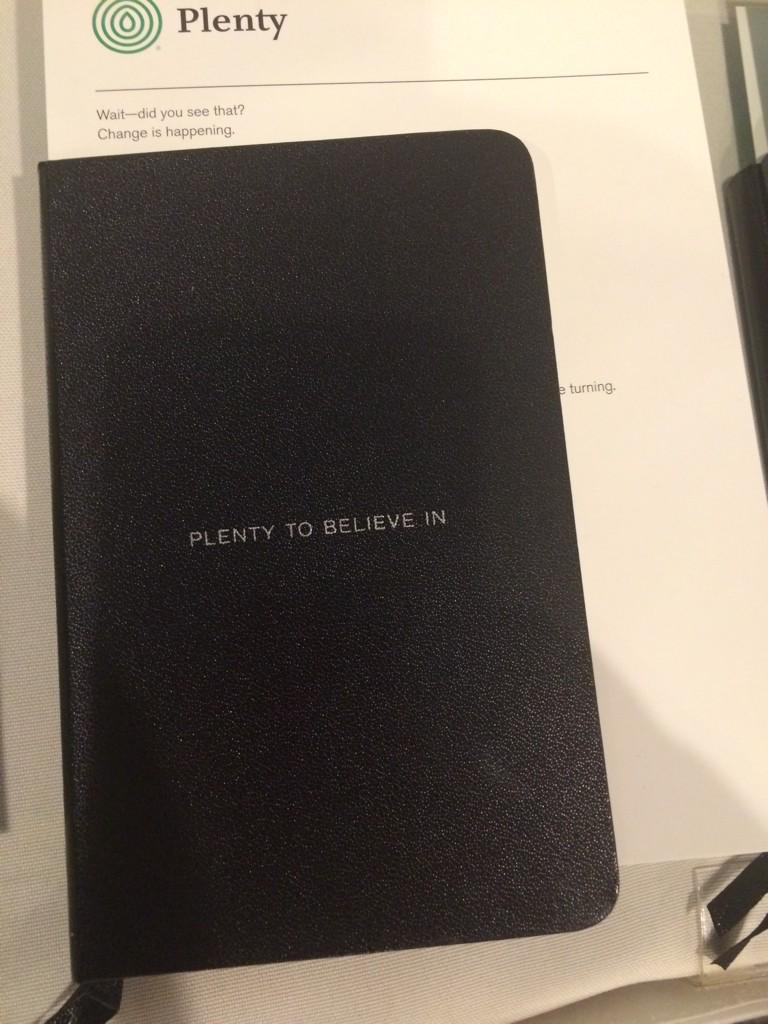 Plenty
Wait—did you see that?
Change is happening.
turning.
PLENTY TO BELIEVE IN